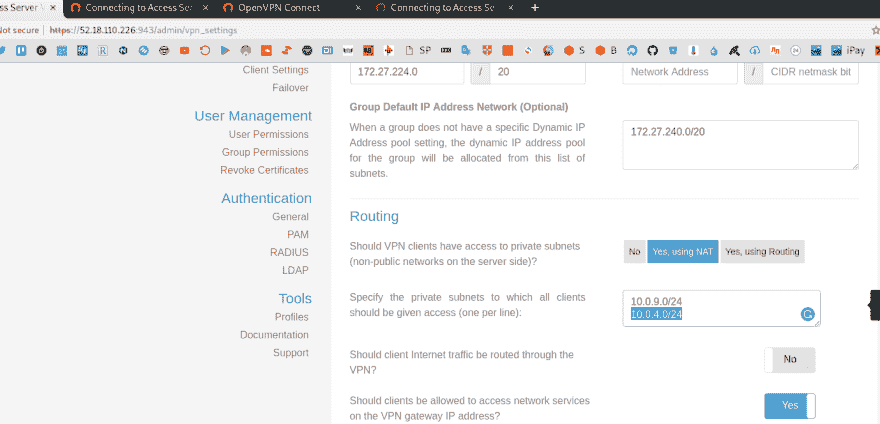 ss Server \
Connecting to Access Se
OpenVPN Connect
Connecting to Access Se
Not secure | https://52.18.110.226:943/admin/vpn_settings
SP
S
B
iPay
Client Settings
172.27.224.0 / 20
Network Address / CIDR netmask bit
Failover
Group Default IP Address Network (Optional)
User Management
When a group does not have a specific Dynamic IP
Address pool setting, the dynamic IP address pool
for the group will be allocated from this list of
subnets.
172.27.240.0/20
User Permissions
Group Permissions
Revoke Certificates
Authentication
General
PAM
RADIUS
LDAP
Routing
Should VPN clients have access to private subnets
(non-public networks on the server side)?
No
Yes, using NAT
Yes, using Routing
Tools
Profiles
Documentation
Support
Specify the private subnets to which all clients
should be given access (one per line):
10.0.9.0/24
10.0.4.0/24
Should client Internet traffic be routed through the
VPN?
No
Should clients be allowed to access network services
on the VPN gateway IP address?
Yes